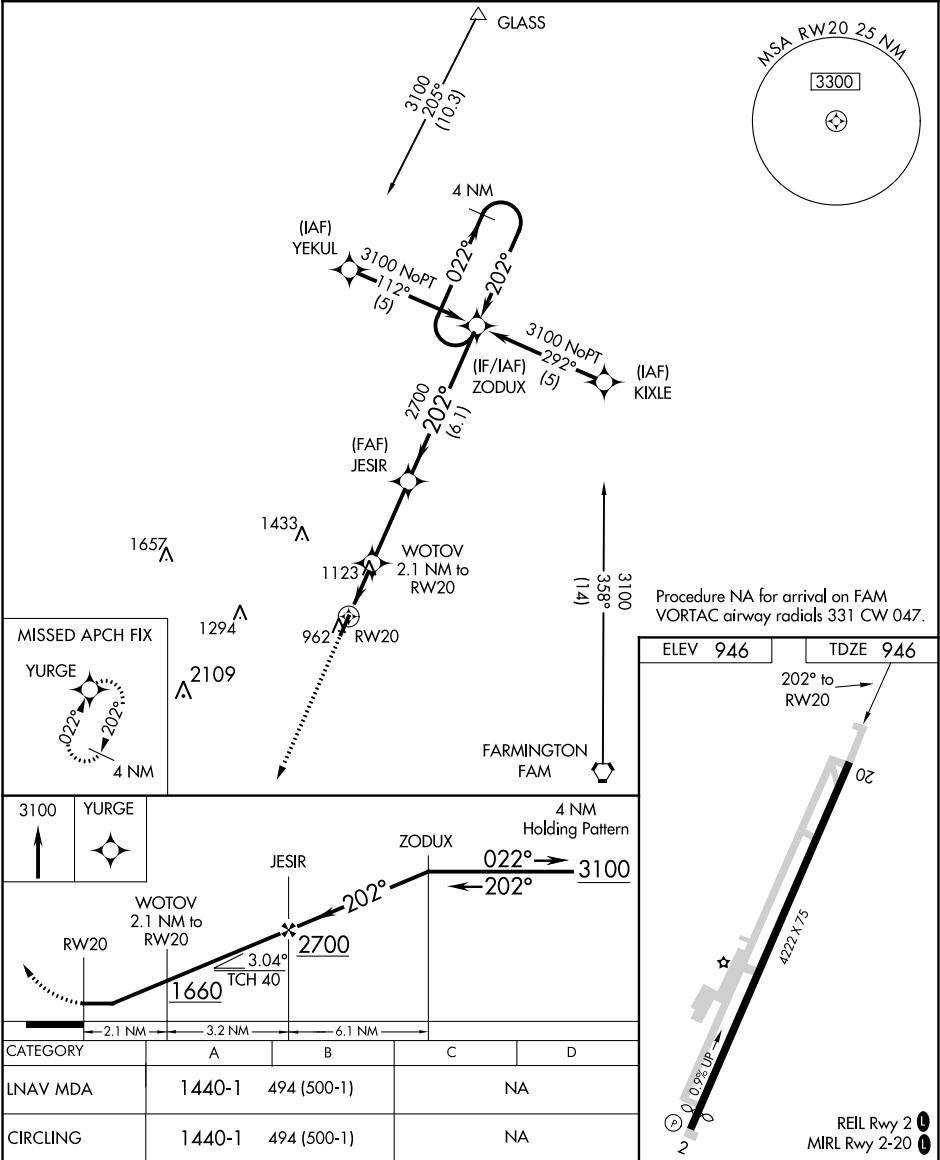 GLASS
3100
205°
(10.3)
MSA RW20 25 NM
3300
4 NM
022°
202°
(IAF)
YEKUL
3100 NoPT
112°
(5)
3100 NoPT
292°
(5)
(IF/IAF)
ZODUX
(IAF)
KIXLE
2700
202°
(6.1)
(FAF)
JESIR
1657
1433
1123
WOTOV
2.1 NM to
RW20
1294
962
RW20
2109
3100
358°
(14)
FARMINGTON
FAM
Procedure NA for arrival on FAM
VORTAC airway radials 331 CW 047.
MISSED APCH FIX
YURGE
022°
202°
4 NM
ELEV 946
TDZE 946
202° to
RW20
20
4222 X 75
0.9% UP
P
2
REIL Rwy 2 L
MIRL Rwy 2-20 L
3100
YURGE
4 NM
Holding Pattern
ZODUX
JESIR
022°
3100
202°
202°
WOTOV
2.1 NM to
RW20
RW20
2700
3.04°
TCH 40
1660
2.1 NM
3.2 NM
6.1 NM
CATEGORY A B C D
LNAV MDA 1440-1 494 (500-1) NA
CIRCLING 1440-1 494 (500-1) NA